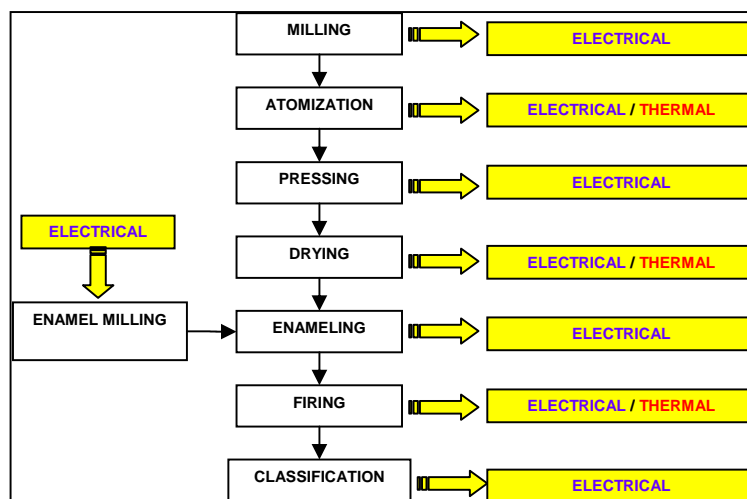 MILLING
ELECTRICAL
ATOMIZATION
ELECTRICAL / THERMAL
PRESSING
ELECTRICAL
ELECTRICAL
DRYING
ELECTRICAL / THERMAL
ENAMEL MILLING
ENAMELING
ELECTRICAL
FIRING
ELECTRICAL / THERMAL
CLASSIFICATION
ELECTRICAL